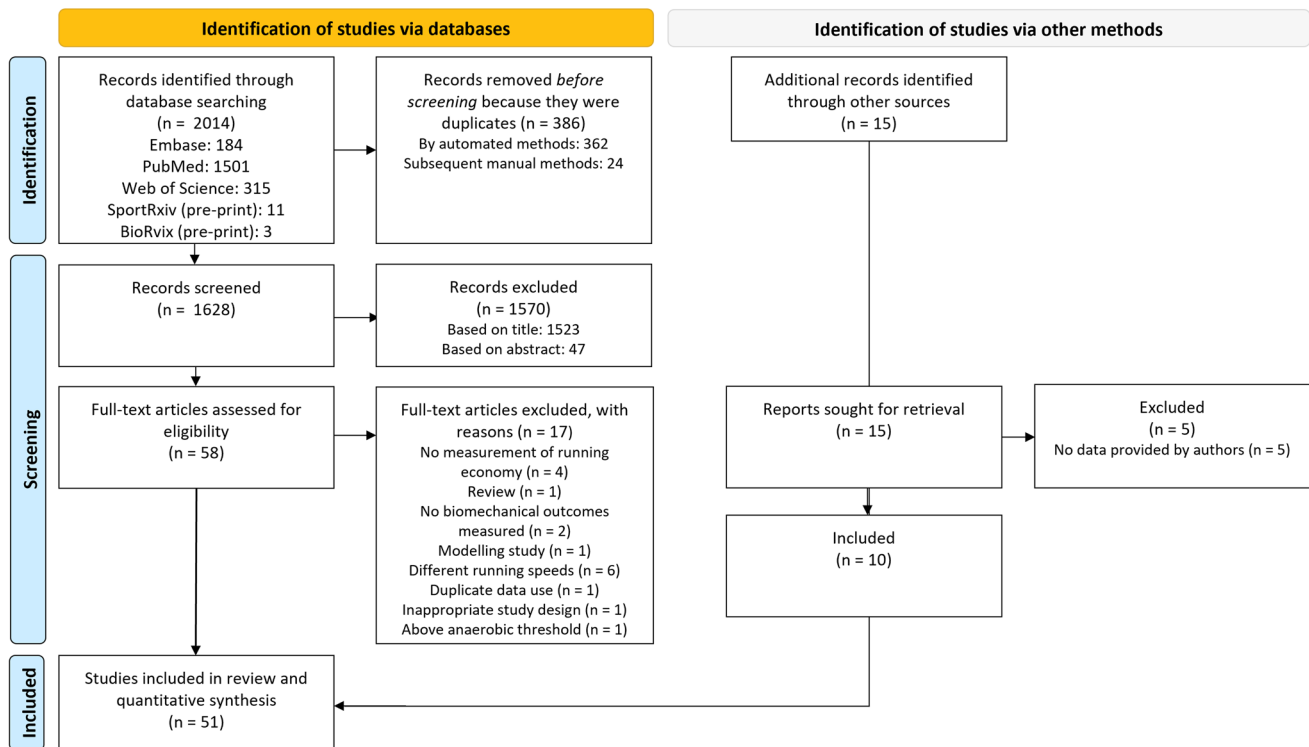 Identification of studies via databases
Identification of studies via other methods
Identification
Records identified through
database searching
(n = 2014)
Embase: 184
PubMed: 1501
Web of Science: 315
SportRxiv (pre-print): 11
BioRvix (pre-print): 3
Records removed before
screening because they were
duplicates (n = 386)
By automated methods: 362
Subsequent manual methods: 24
Additional records identified
through other sources
(n = 15)
Screening
Records screened
(n = 1628)
Records excluded
(n = 1570)
Based on title: 1523
Based on abstract: 47
Full-text articles assessed for
eligibility
(n = 58)
Full-text articles excluded, with
reasons (n = 17)
No measurement of running
economy (n = 4)
Review (n = 1)
No biomechanical outcomes
measured (n = 2)
Modelling study (n = 1)
Different running speeds (n = 6)
Duplicate data use (n = 1)
Inappropriate study design (n = 1)
Above anaerobic threshold (n = 1)
Reports sought for retrieval
(n = 15)
Excluded
(n = 5)
No data provided by authors (n = 5)
Included
(n = 10)
Included
Studies included in review and
quantitative synthesis
(n = 51)